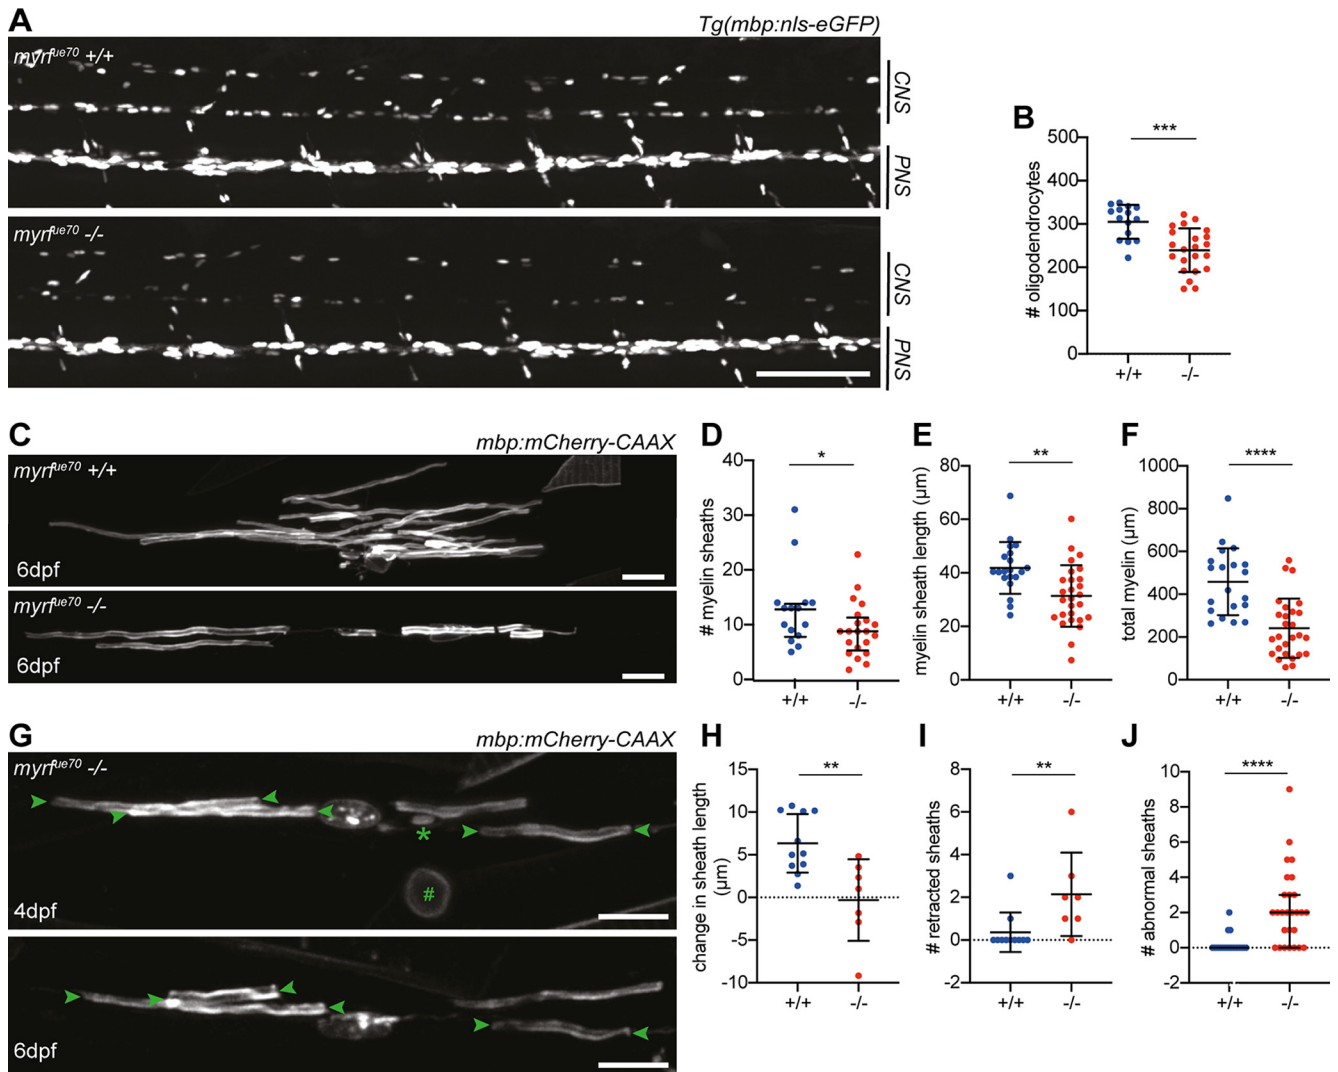 A
Tg(mbp:nls-eGFP)
myrf^ue70 +/+
CNS
PNS
myrf^ue70 -/-
CNS
PNS
B
***
# oligodendrocytes
500
400
300
200
100
0
+/+
-/-
C
mbp:mCherry-CAAX
myrf^ue70 +/+
6dpf
myrf^ue70 -/-
6dpf
D
*
# myelin sheaths
40
30
20
10
0
+/+
-/-
E
**
myelin sheath length (µm)
80
60
40
20
0
+/+
-/-
F
****
total myelin (µm)
1000
800
600
400
200
0
+/+
-/-
G
mbp:mCherry-CAAX
myrf^ue70 -/-
*
#
4dpf
6dpf
H
**
change in sheath length
(µm)
15
10
5
0
-5
-10
+/+
-/-
I
**
# retracted sheaths
8
6
4
2
0
-2
+/+
-/-
J
****
# abnormal sheaths
10
8
6
4
2
0
-2
+/+
-/-